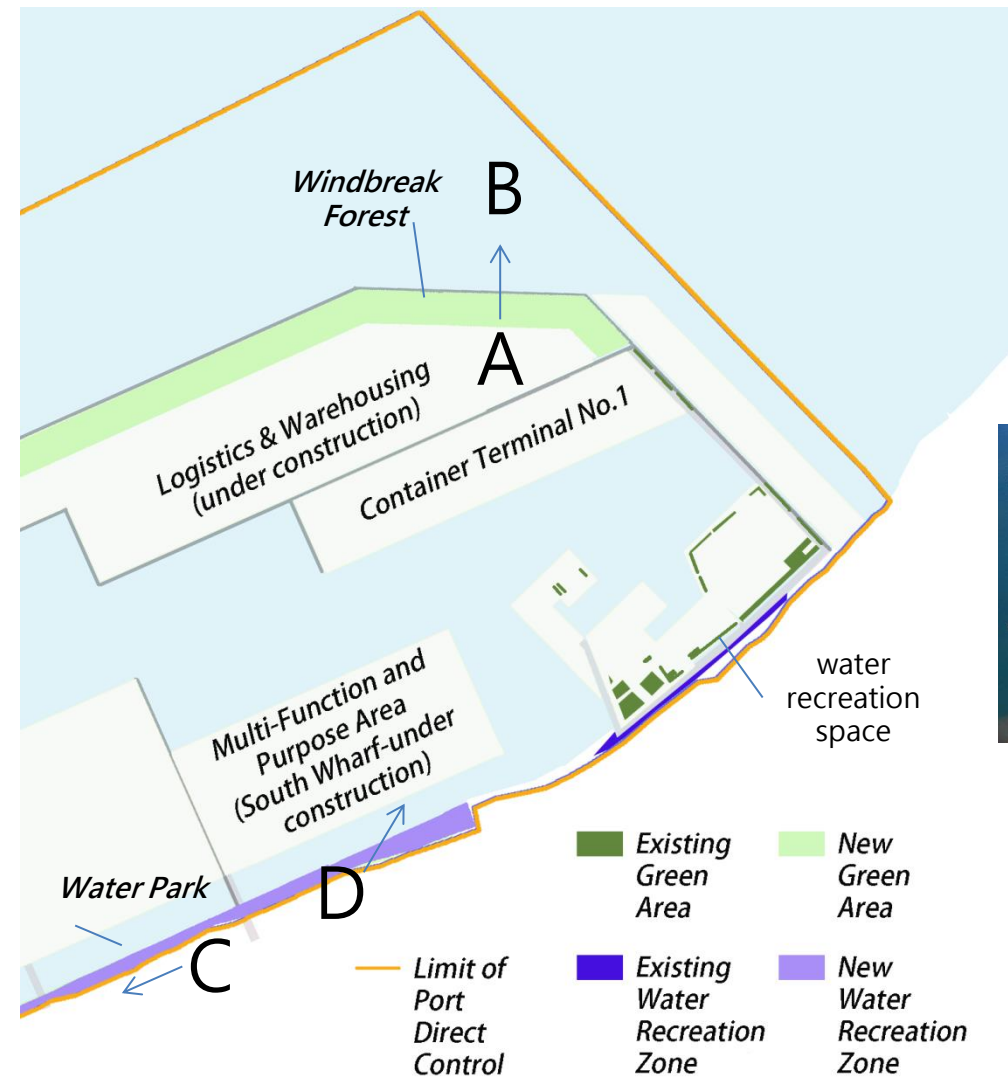 B
Windbreak
Forest
A
Logistics & Warehousing
(under construction)
Container Terminal No.1
water
recreation
space
Multi-Function and
Purpose Area
(South Wharf-under
construction)
D
Water Park
C
Existing
Green
Area
New
Green
Area
Limit of
Port
Direct
Control
Existing
Water
Recreation
Zone
New
Water
Recreation
Zone